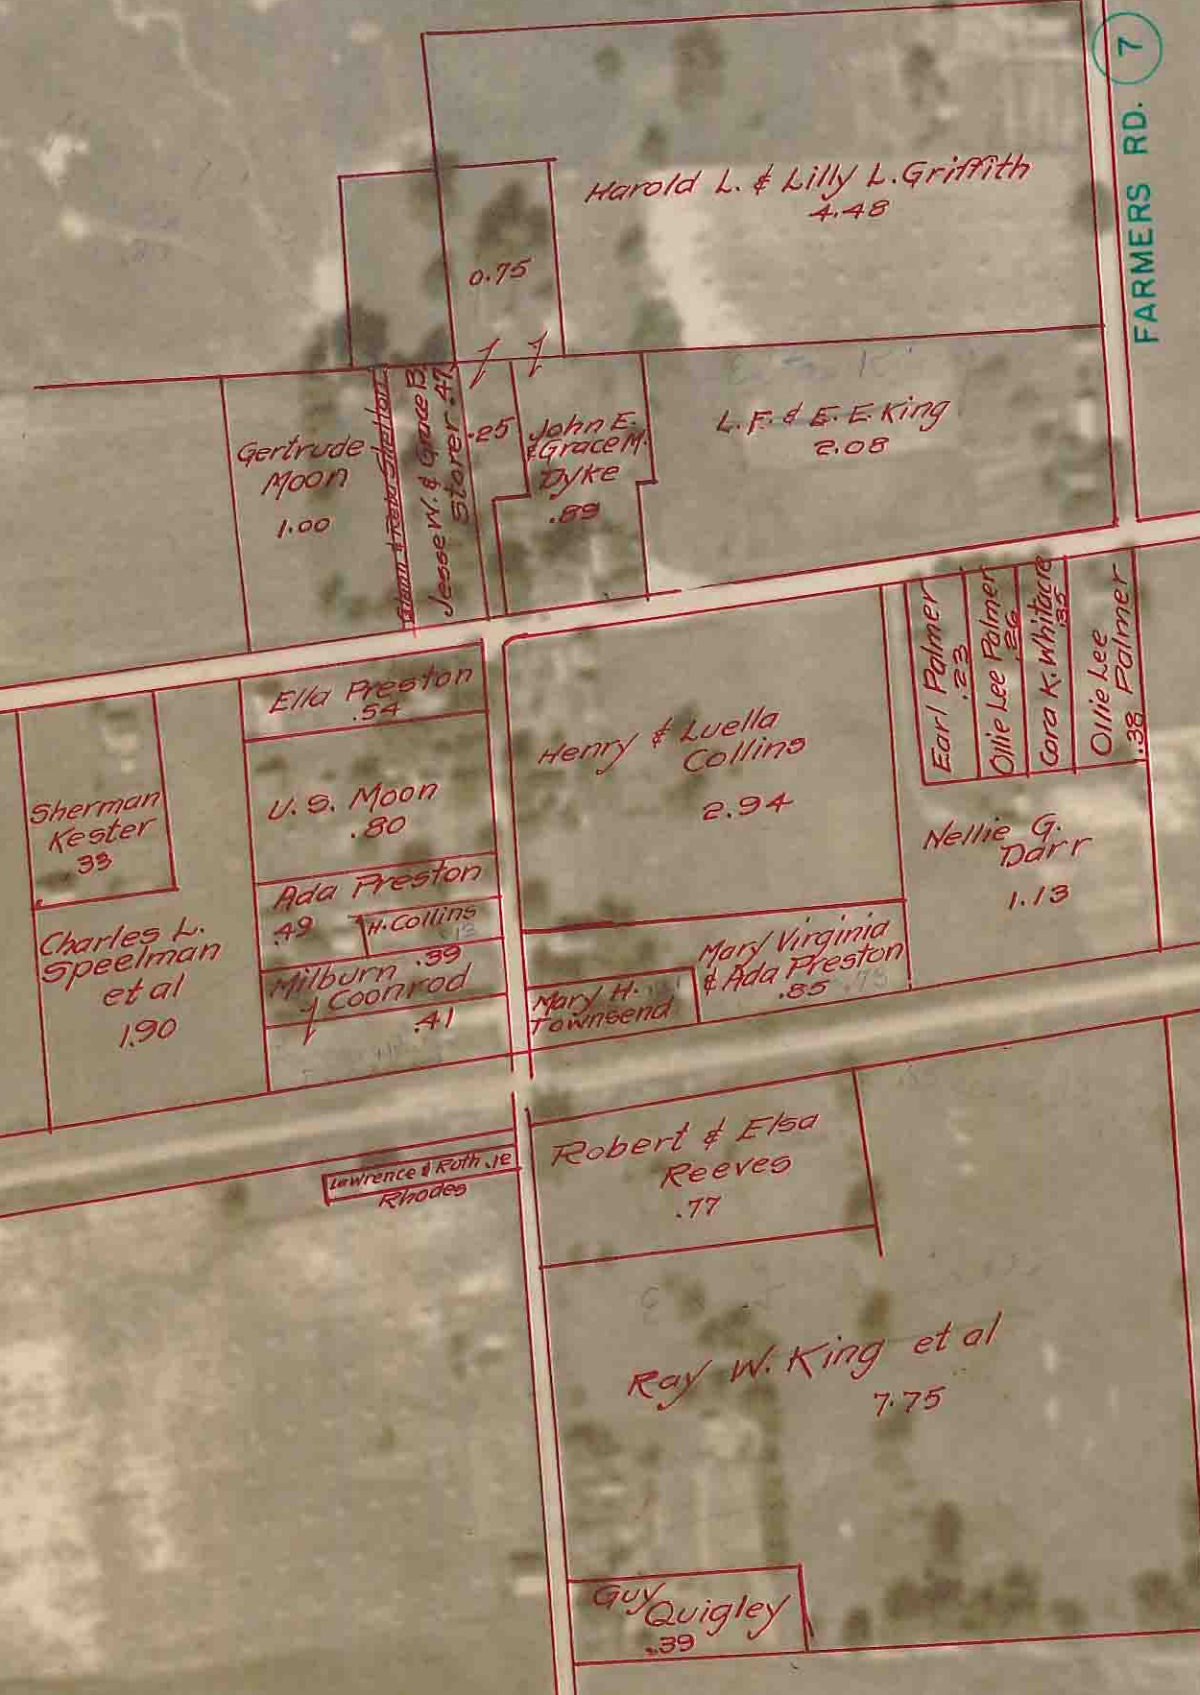 7
FARMERS RD.
Harold L. & Lilly L. Griffith
4.48
0.75
Gertrude
Moon
1.00
Jesse W. & Grace B
Storer .47
.25
John E.
& Grace M.
Dyke
.89
L. F. & E. E. King
2.08
Ella Preston
.54
Sherman
Kester
33
U. S. Moon
.80
Ada Preston
.49
H. Collins
Charles L.
Speelman
et al
1.90
Milburn .39
Coonrod
.41
Henry & Luella
Collins
2.94
Earl Palmer
.23
Ollie Lee Palmer
.26
Cora K. Whitacre
.35
Ollie Lee
Palmer
.38
Nellie G.
Darr
1.13
Mary Virginia
& Ada Preston
.85
Mary H.
Townsend
Robert & Elsa
Reeves
.77
Lawrence & Ruth .12
Rhodes
Ray W. King et al
7.75
Guy
Quigley
.39